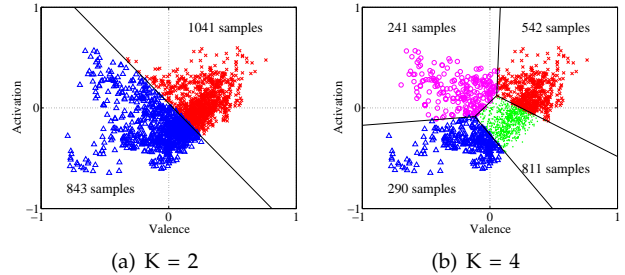 1
1041 samples
Activation
0
843 samples
−1
−1
0
1
Valence
(a) K = 2
1
241 samples
542 samples
Activation
0
811 samples
290 samples
−1
−1
0
1
Valence
(b) K = 4